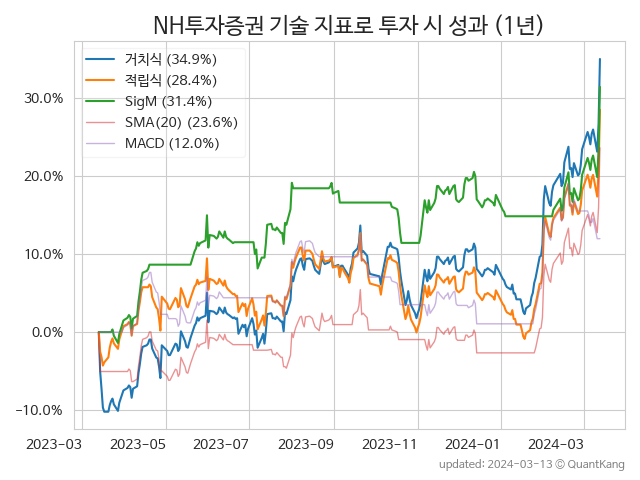 NH투자증권 기술 지표로 투자 시 성과 (1년)
거치식 (34.9%)
적립식 (28.4%)
SigM (31.4%)
SMA(20) (23.6%)
MACD (12.0%)
30.0%
20.0%
10.0%
0.0%
−10.0%
2023-03 2023-05 2023-07 2023-09 2023-11 2024-01 2024-03
updated: 2024-03-13 © QuantKang